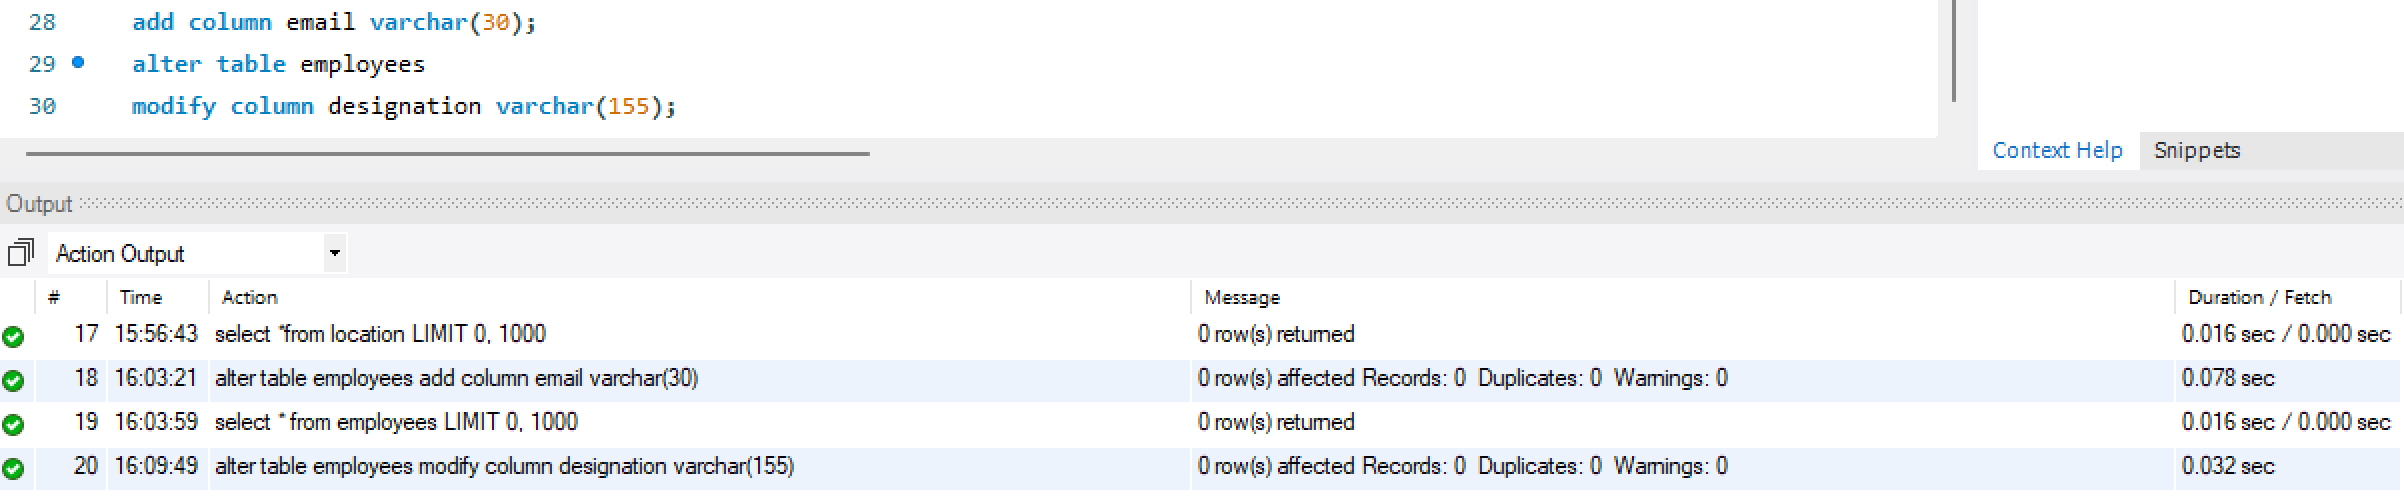 28 add column email varchar(30);
29 alter table employees
30 modify column designation varchar(155);
Context Help Snippets
Output
Action Output
# Time Action Message Duration / Fetch
17 15:56:43 select *from location LIMIT 0, 1000 0 row(s) returned 0.016 sec / 0.000 sec
18 16:03:21 alter table employees add column email varchar(30) 0 row(s) affected Records: 0 Duplicates: 0 Warnings: 0 0.078 sec
19 16:03:59 select * from employees LIMIT 0, 1000 0 row(s) returned 0.016 sec / 0.000 sec
20 16:09:49 alter table employees modify column designation varchar(155) 0 row(s) affected Records: 0 Duplicates: 0 Warnings: 0 0.032 sec